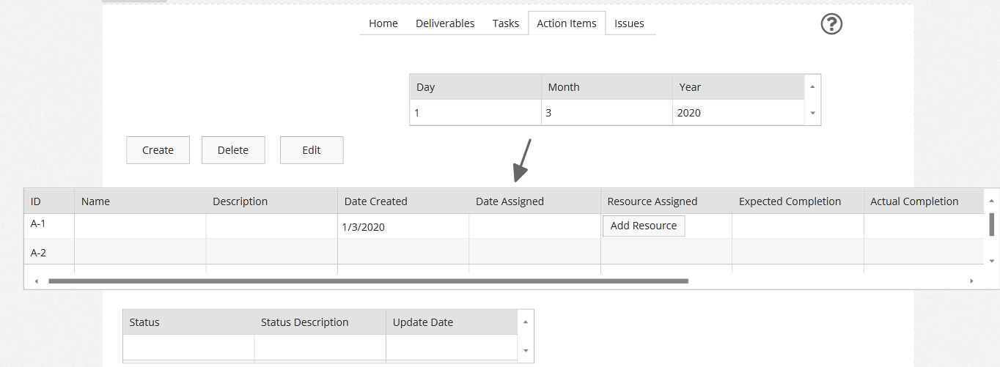 Home Deliverables Tasks Action Items Issues ?
Day Month Year
1 3 2020
Create Delete Edit
ID Name Description Date Created Date Assigned Resource Assigned Expected Completion Actual Completion
A-1 1/3/2020 Add Resource
A-2
Status Status Description Update Date